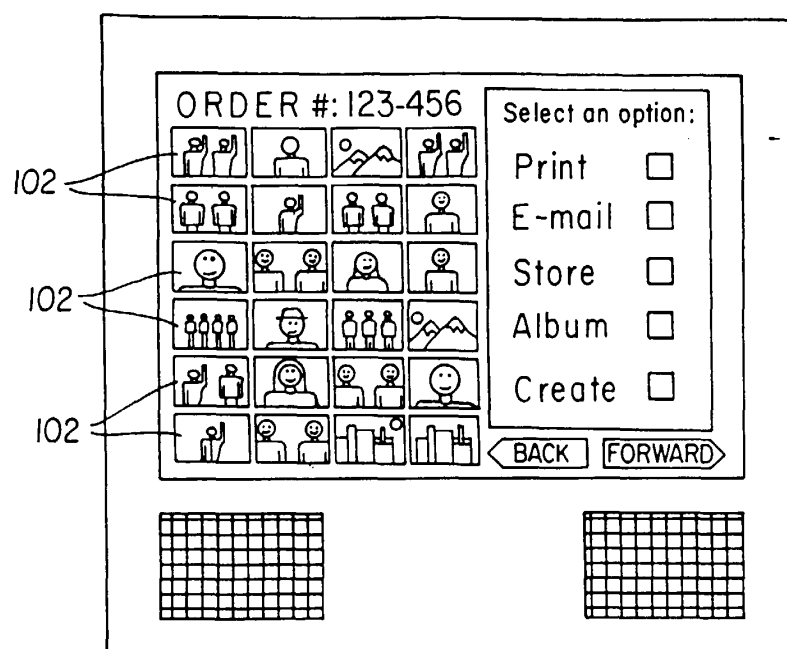 ORDER #: 123-456
Select an option:
Print
E-mail
Store
Album
Create
BACK
FORWARD
102
102
102